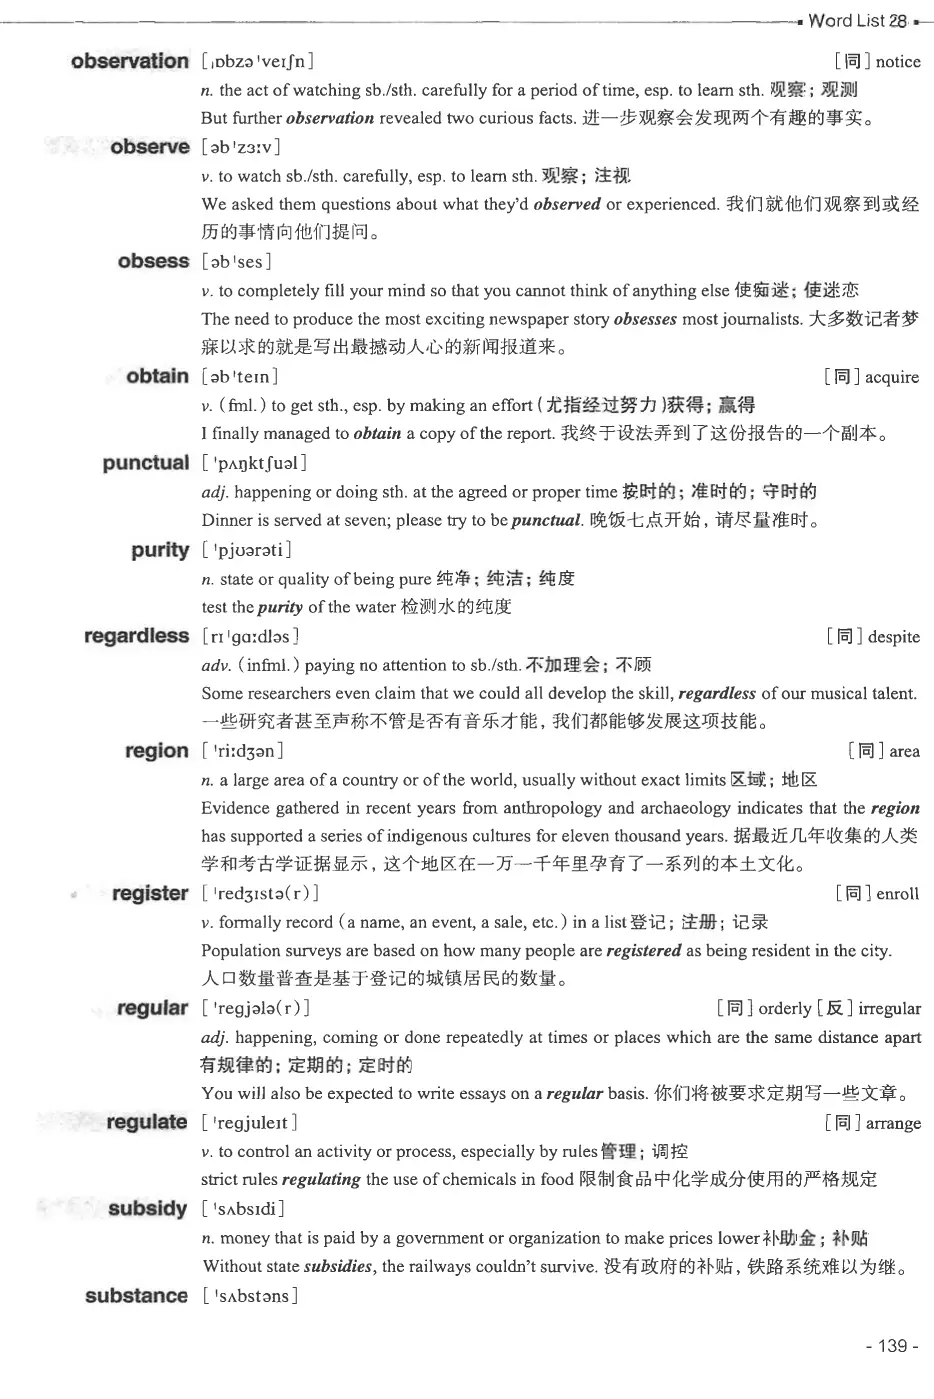 Word List 28
observation [ˌɒbzəˈveɪʃn] [同] notice
n. the act of watching sb./sth. carefully for a period of time, esp. to learn sth. 观察；观测
But further observation revealed two curious facts. 进一步观察会发现两个有趣的事实。
observe [əbˈzɜːv]
v. to watch sb./sth. carefully, esp. to learn sth. 观察；注视
We asked them questions about what they'd observed or experienced. 我们就他们观察到或经
历的事情向他们提问。
obsess [əbˈses]
v. to completely fill your mind so that you cannot think of anything else 使痴迷；使迷恋
The need to produce the most exciting newspaper story obsesses most journalists. 大多数记者梦
寐以求的就是写出最撼动人心的新闻报道来。
obtain [əbˈteɪn] [同] acquire
v. (fml.) to get sth., esp. by making an effort (尤指经过努力)获得；赢得
I finally managed to obtain a copy of the report. 我终于设法弄到了这份报告的一个副本。
punctual [ˈpʌŋktʃuəl]
adj. happening or doing sth. at the agreed or proper time 按时的；准时的；守时的
Dinner is served at seven; please try to be punctual. 晚饭七点开始，请尽量准时。
purity [ˈpjʊərəti]
n. state or quality of being pure 纯净；纯洁；纯度
test the purity of the water 检测水的纯度
regardless [rɪˈɡɑːdləs] [同] despite
adv. (infml.) paying no attention to sb./sth. 不加理会；不顾
Some researchers even claim that we could all develop the skill, regardless of our musical talent.
一些研究者甚至声称不管是否有音乐才能，我们都能够发展这项技能。
region [ˈriːdʒən] [同] area
n. a large area of a country or of the world, usually without exact limits 区域；地区
Evidence gathered in recent years from anthropology and archaeology indicates that the region
has supported a series of indigenous cultures for eleven thousand years. 据最近几年收集的人类
学和考古学证据显示，这个地区在一万一千年里孕育了一系列的本土文化。
register [ˈredʒɪstə(r)] [同] enroll
v. formally record (a name, an event, a sale, etc.) in a list 登记；注册；记录
Population surveys are based on how many people are registered as being resident in the city.
人口数量普查是基于登记的城镇居民的数量。
regular [ˈreɡjələ(r)] [同] orderly [反] irregular
adj. happening, coming or done repeatedly at times or places which are the same distance apart
有规律的；定期的；定时的
You will also be expected to write essays on a regular basis. 你们将被要求定期写一些文章。
regulate [ˈreɡjuleɪt] [同] arrange
v. to control an activity or process, especially by rules 管理；调控
strict rules regulating the use of chemicals in food 限制食品中化学成分使用的严格规定
subsidy [ˈsʌbsɪdi]
n. money that is paid by a government or organization to make prices lower 补助金；补贴
Without state subsidies, the railways couldn't survive. 没有政府的补贴，铁路系统难以为继。
substance [ˈsʌbstəns]
- 139 -